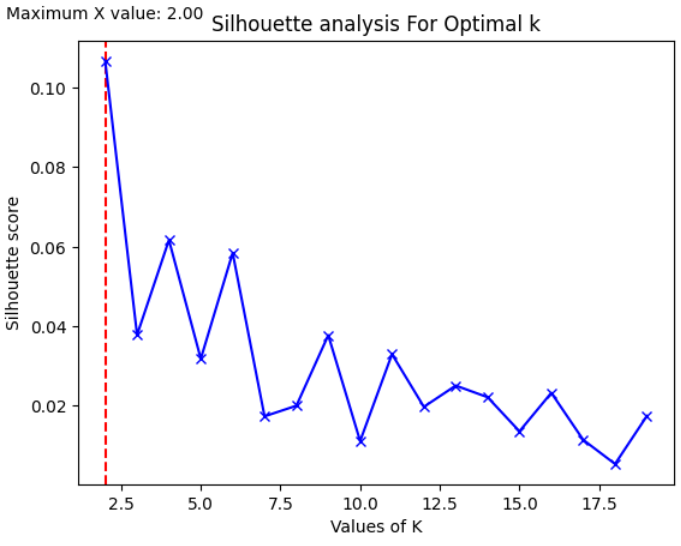 Maximum X value: 2.00
Silhouette analysis For Optimal k
Silhouette score
0.10
0.08
0.06
0.04
0.02
2.5 5.0 7.5 10.0 12.5 15.0 17.5
Values of K